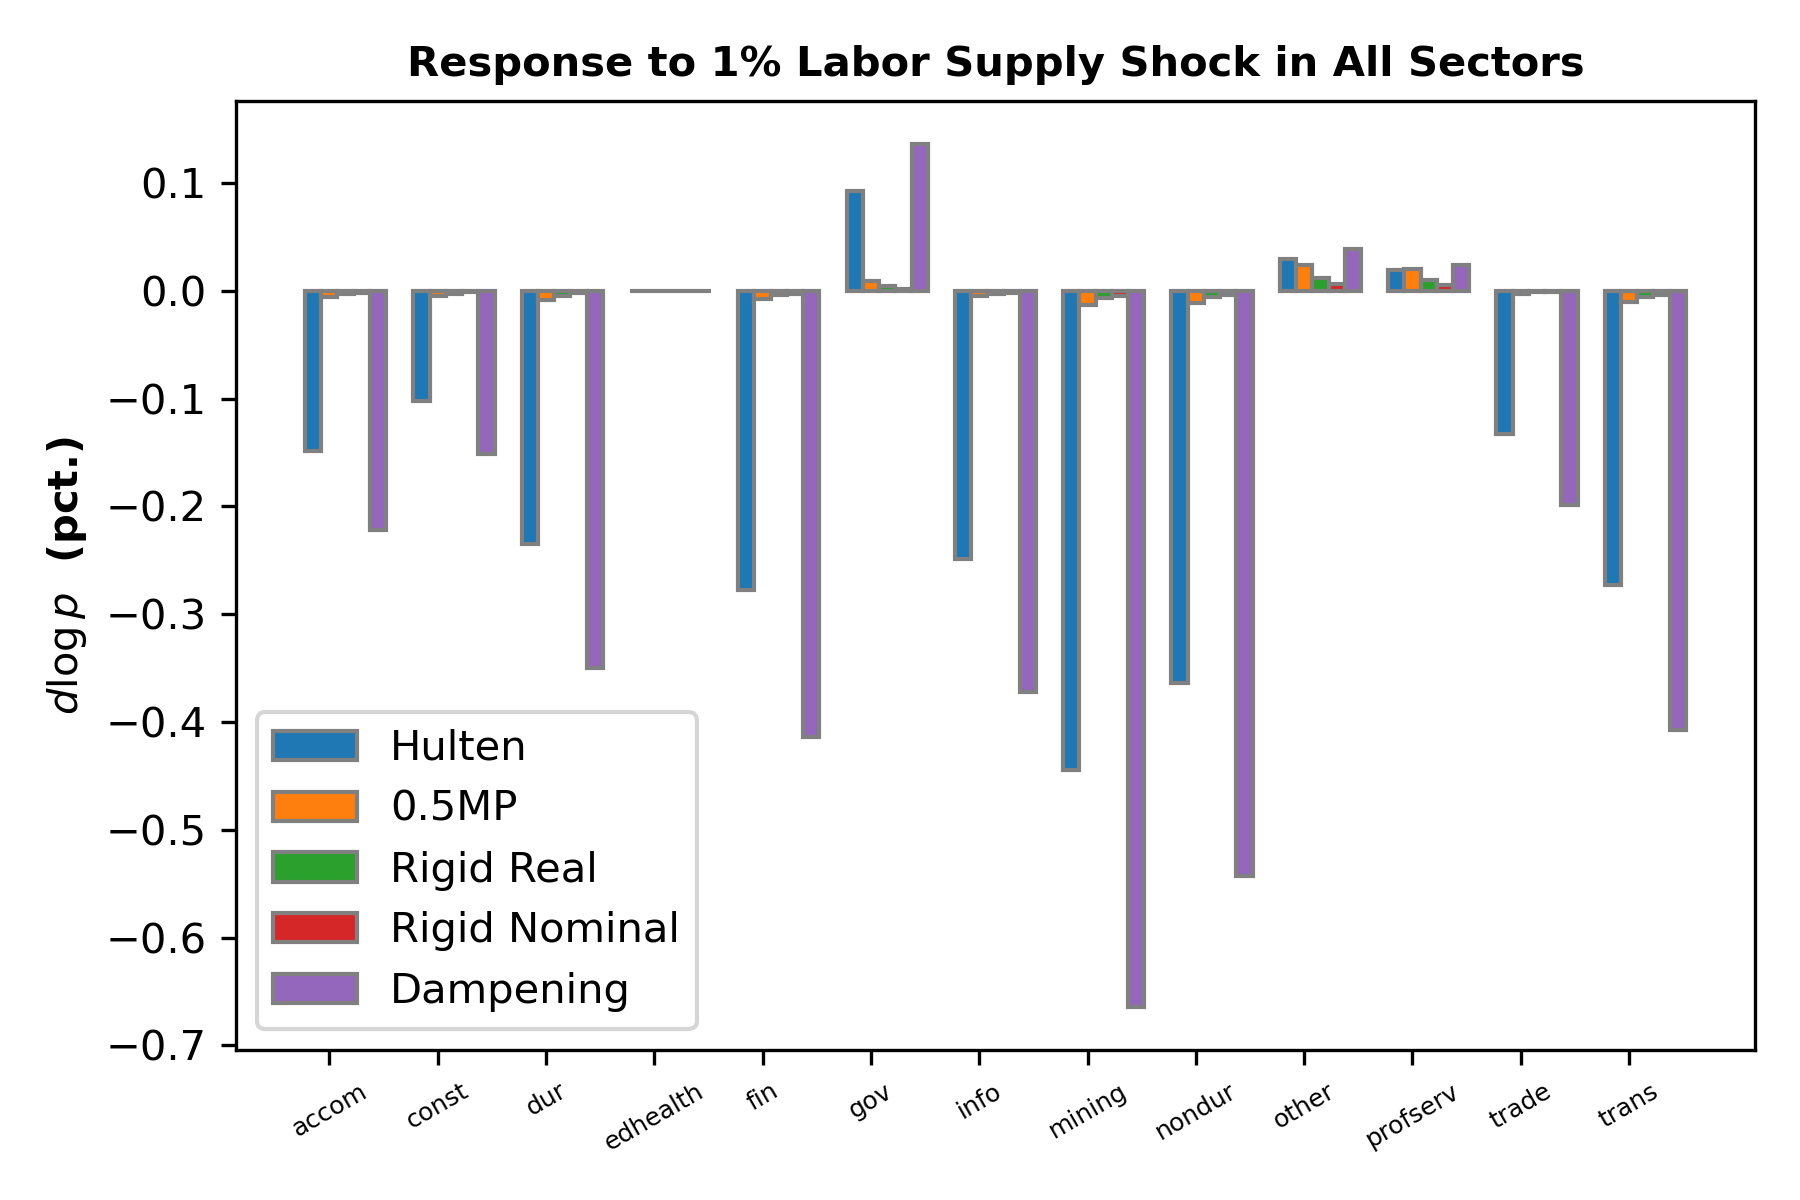 Response to 1% Labor Supply Shock in All Sectors
0.1
0.0
−0.1
−0.2
−0.3
−0.4
−0.5
−0.6
−0.7
dlog p (pct.)
Hulten
0.5MP
Rigid Real
Rigid Nominal
Dampening
accom const dur edhealth fin gov info mining nondur other profserv trade trans